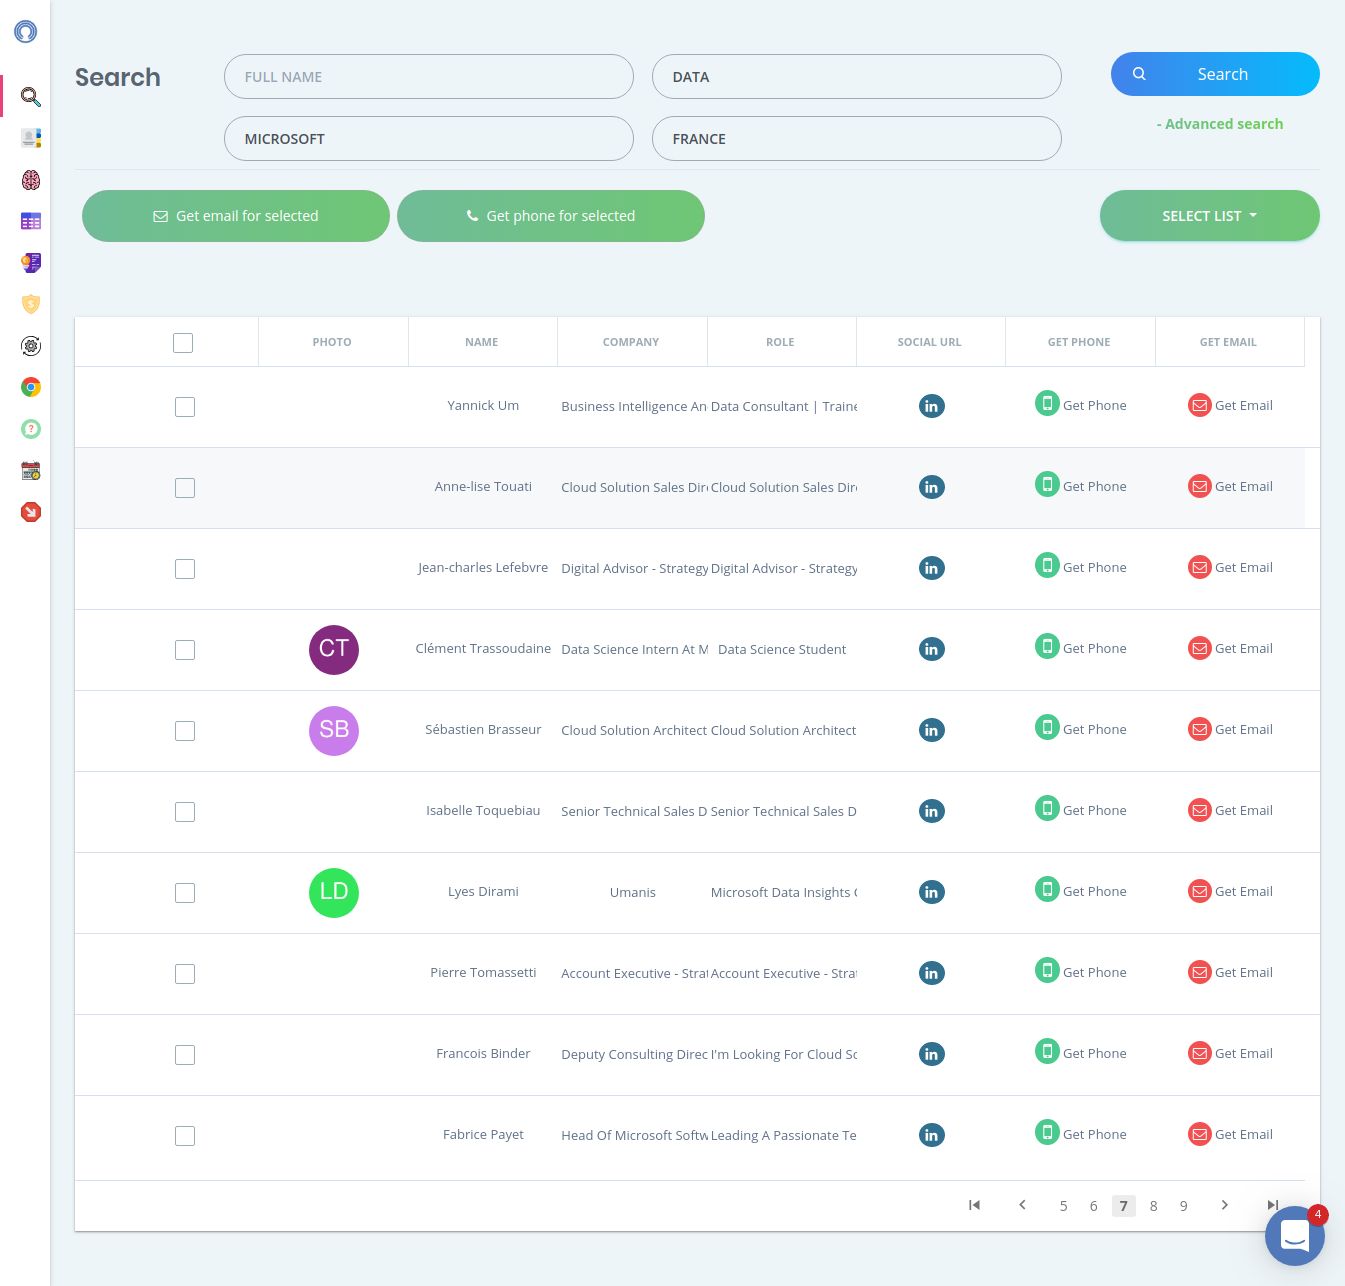 Search
FULL NAME
DATA
Search
MICROSOFT
FRANCE
- Advanced search
Get email for selected
Get phone for selected
SELECT LIST
PHOTO NAME COMPANY ROLE SOCIAL URL GET PHONE GET EMAIL
Yannick Um Business Intelligence An Data Consultant | Traine in Get Phone Get Email
Anne-lise Touati Cloud Solution Sales Dire Cloud Solution Sales Dire in Get Phone Get Email
Jean-charles Lefebvre Digital Advisor - Strategy Digital Advisor - Strategy in Get Phone Get Email
CT Clément Trassoudaine Data Science Intern At M Data Science Student in Get Phone Get Email
SB Sébastien Brasseur Cloud Solution Architect Cloud Solution Architect in Get Phone Get Email
Isabelle Toquebiau Senior Technical Sales D Senior Technical Sales D in Get Phone Get Email
LD Lyes Dirami Umanis Microsoft Data Insights C in Get Phone Get Email
Pierre Tomassetti Account Executive - Strat Account Executive - Strat in Get Phone Get Email
Francois Binder Deputy Consulting Direc I'm Looking For Cloud So in Get Phone Get Email
Fabrice Payet Head Of Microsoft Softw Leading A Passionate Te in Get Phone Get Email
5 6 7 8 9
4